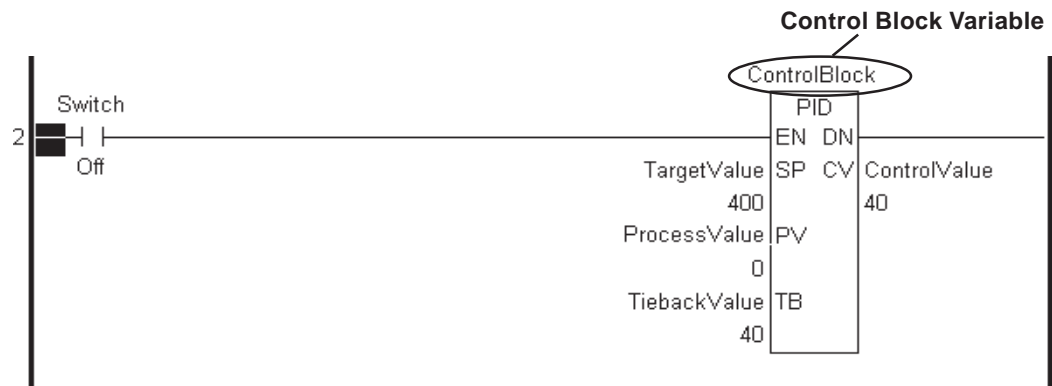 Control Block Variable
ControlBlock
Switch
PID
2
EN DN
Off
TargetValue SP CV ControlValue
400 40
ProcessValue PV
0
TiebackValue TB
40